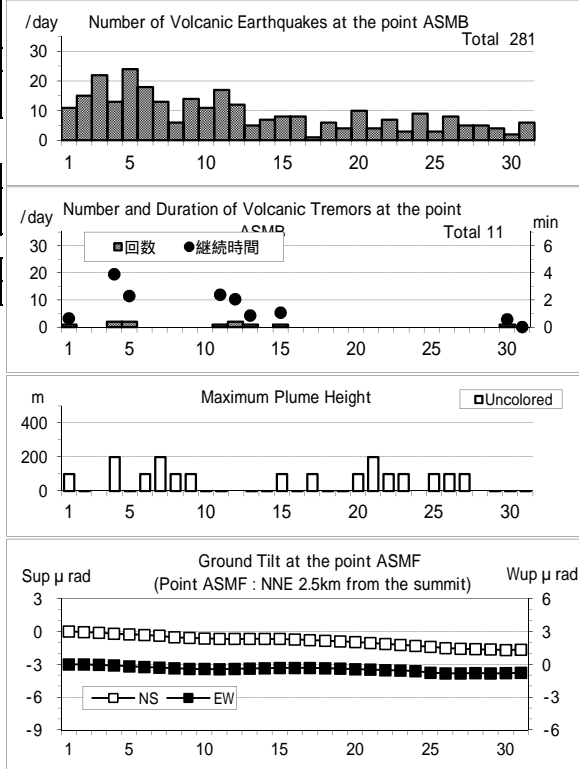 /day Number of Volcanic Earthquakes at the point ASMB
Total 281
30
20
10
0
1 5 10 15 20 25 30
/day Number and Duration of Volcanic Tremors at the point ASMB
Total 11 min
回数 継続時間
30 6
20 4
10 2
0 0
1 5 10 15 20 25 30
m Maximum Plume Height
Uncolored
400
200
0
1 5 10 15 20 25 30
Ground Tilt at the point ASMF
Sup μ rad (Point ASMF : NNE 2.5km from the summit) Wup μ rad
3 6
0 3
-3 0
-6 -3
-9 -6
NS EW
1 5 10 15 20 25 30